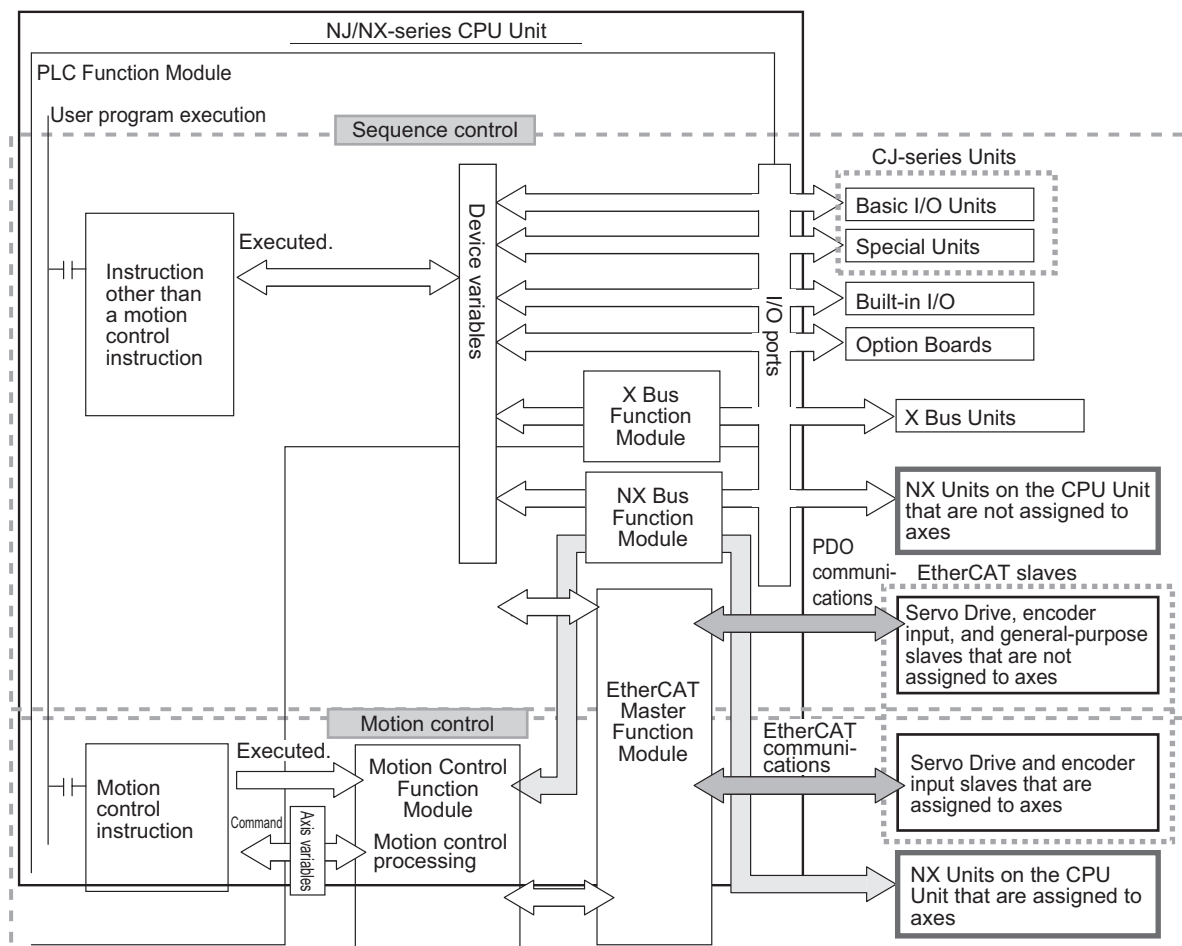 NJ/NX-series CPU Unit
PLC Function Module
User program execution
Sequence control
CJ-series Units
Basic I/O Units
Special Units
Built-in I/O
Option Boards
Executed.
Instruction
other than
a motion
control
instruction
Device variables
I/O ports
X Bus
Function
Module
X Bus Units
NX Bus
Function
Module
NX Units on the CPU Unit
that are not assigned to
axes
PDO
communi-
cations
EtherCAT slaves
Servo Drive, encoder
input, and general-purpose
slaves that are not
assigned to axes
EtherCAT
Master
Function
Module
Motion control
EtherCAT
communi-
cations
Executed.
Motion
control
instruction
Command
Axis variables
Motion Control
Function
Module
Motion control
processing
Servo Drive and encoder
input slaves that are
assigned to axes
NX Units on the CPU
Unit that are assigned to
axes